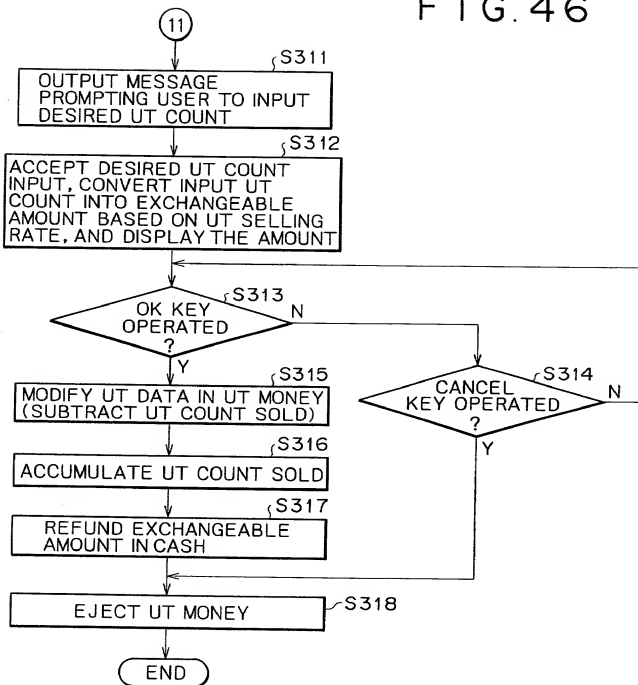 FIG. 46
11
S311
OUTPUT MESSAGE
PROMPTING USER TO INPUT
DESIRED UT COUNT
S312
ACCEPT DESIRED UT COUNT
INPUT, CONVERT INPUT UT
COUNT INTO EXCHANGEABLE
AMOUNT BASED ON UT SELLING
RATE, AND DISPLAY THE AMOUNT
S313
OK KEY
OPERATED
?
N
Y
S314
CANCEL
KEY OPERATED
?
N
Y
S315
MODIFY UT DATA IN UT MONEY
(SUBTRACT UT COUNT SOLD)
S316
ACCUMULATE UT COUNT SOLD
S317
REFUND EXCHANGEABLE
AMOUNT IN CASH
S318
EJECT UT MONEY
END